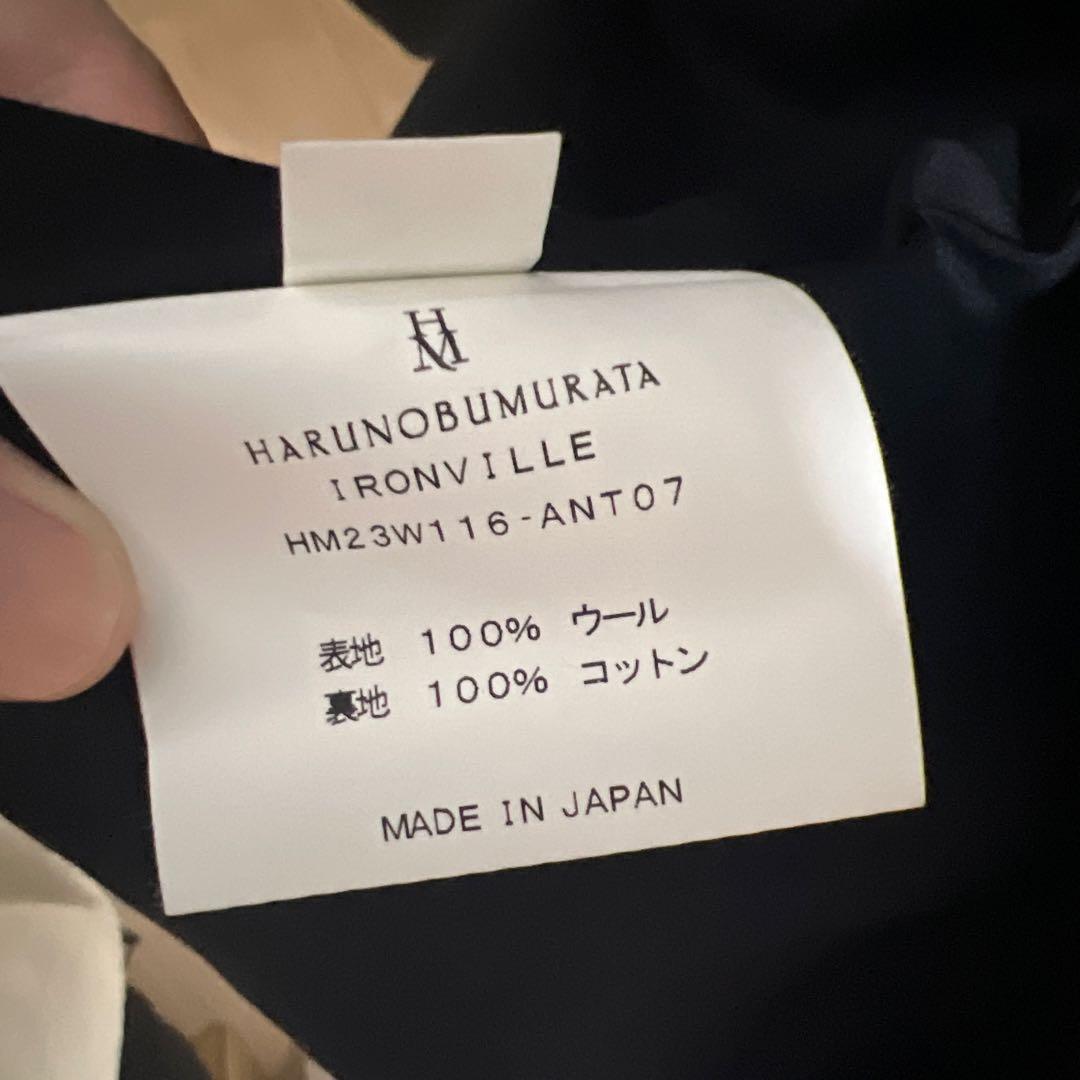 HM
HARUNOBUMURATA
IRONVILLE
HM23W116-ANT07
表地 100% ウール
裏地 100% コットン
MADE IN JAPAN